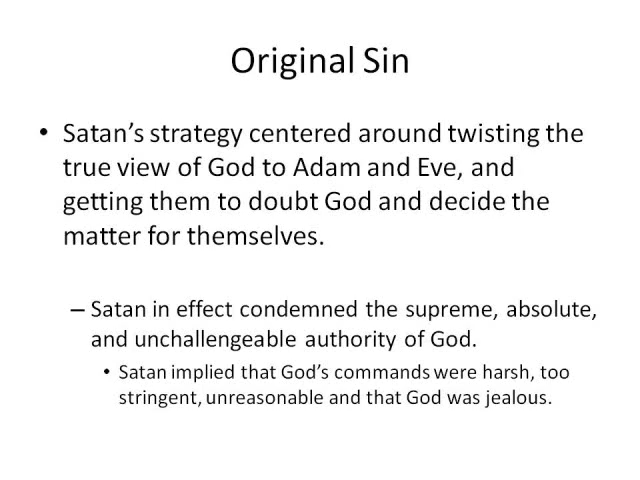 Original Sin
• Satan’s strategy centered around twisting the
true view of God to Adam and Eve, and
getting them to doubt God and decide the
matter for themselves.
– Satan in effect condemned the supreme, absolute,
and unchallengeable authority of God.
• Satan implied that God’s commands were harsh, too
stringent, unreasonable and that God was jealous.